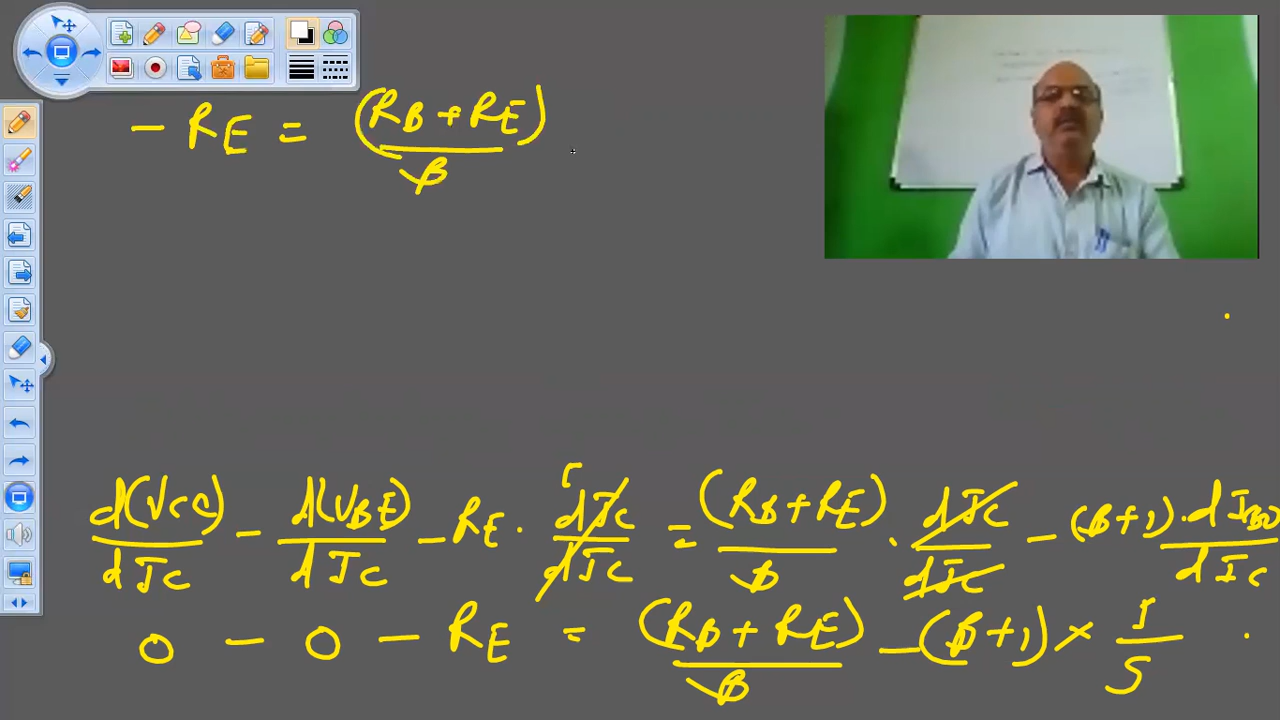 - RE = (RB + RE) / β
d(VCC)/dIC - d(VBE)/dIC - RE · dIC/dIC = (RB + RE)/β · dIC/dIC - (β+1) · dICBO/dIC
0 - 0 - RE = (RB + RE)/β - (β+1) × 1/S